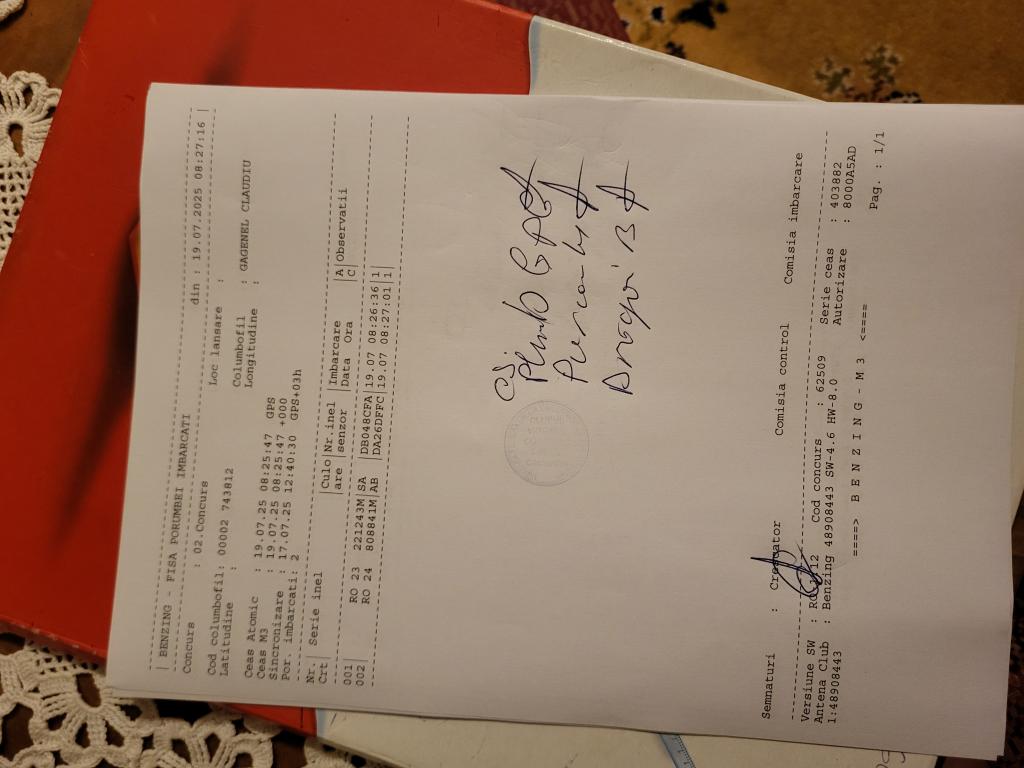 | BENZING - FISA PORUMBEI IMBARCATI din : 19.07.2025 08:27:16 |
Concurs : 02.Concurs Loc lansare :
Cod columbofil: 00002 743812 Columbofil : GAGENEL CLAUDIU
Latitudine : Longitudine :
Ceas Atomic : 19.07.25 08:25:47 GPS
Ceas M3 : 19.07.25 08:25:47 +000
Sincronizare : 17.07.25 12:40:30 GPS+03h
Por. imbarcati: 2
Nr. Serie inel |Culo|Nr.inel |Imbarcare |A|Observatii
Crt| |are |senzor |Data Ora |C|
001| RO 23 221243M|SA |DB048CFA|19.07 08:26:36|1|
002| RO 24 808841M|AB |DA26DFFC|19.07 08:27:01|1|
Semnaturi : Crescator Comisia control Comisia imbarcare
Versiune SW : Cod concurs : 62509 Serie ceas : 403882
Antena Club : Benzing 48908443 SW-4.6 HW-8.0 Autorizare : 8000A5AD
1:48908443
====> B E N Z I N G - M 3 <====
Pag. : 1/1